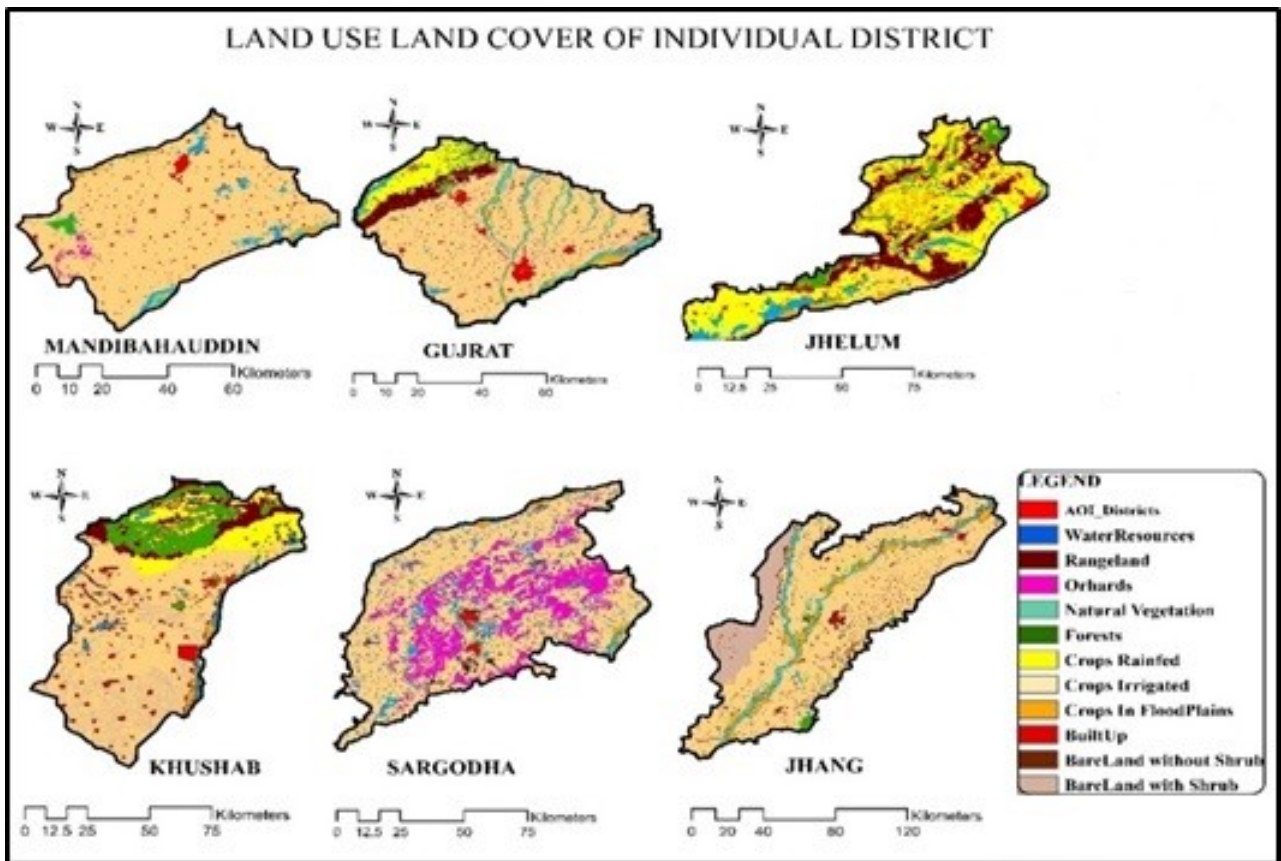 LAND USE LAND COVER OF INDIVIDUAL DISTRICT
N
W E
S
MANDIBAHAUDDIN
0 10 20 40 60 Kilometers
N
W E
S
GUJRAT
0 10 20 40 60 Kilometers
N
W E
S
JHELUM
0 12.5 25 50 75 Kilometers
N
W E
S
KHUSHAB
0 12.5 25 50 75 Kilometers
N
W E
S
SARGODHA
0 12.5 25 50 75 Kilometers
W E
S
JHANG
0 20 40 80 120 Kilometers
LEGEND
AOI_Districts
WaterResources
Rangeland
Orhards
Natural Vegetation
Forests
Crops Rainfed
Crops Irrigated
Crops In FloodPlains
BuiltUp
BareLand without Shrub
BareLand with Shrub